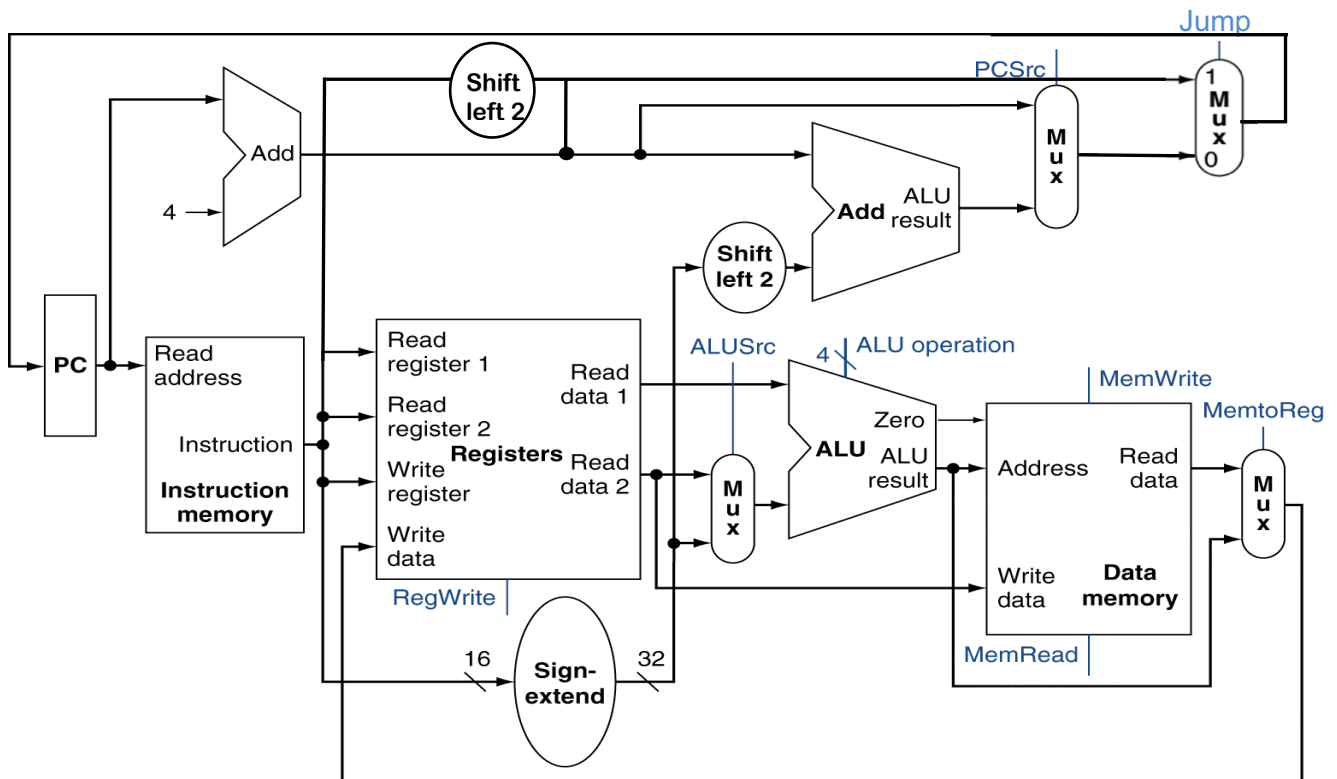 Jump
Shift
left 2
PCSrc
1
Mux
0
Mux
Add
4
Add
ALU
result
Shift
left 2
PC
Read
address
Instruction
Instruction
memory
Read
register 1
Read
register 2
Registers
Write
register
Write
data
Read
data 1
Read
data 2
RegWrite
ALUSrc
Mux
4
ALU operation
Zero
ALU
ALU
result
MemWrite
Address
Read
data
Write
data
Data
memory
MemRead
MemtoReg
Mux
16
Sign-
extend
32